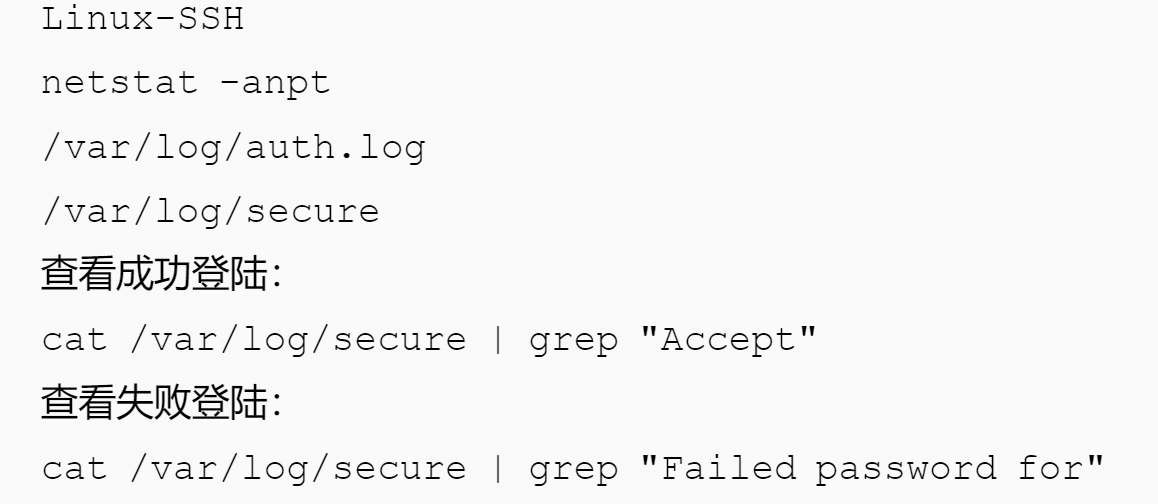 Linux-SSH
netstat -anpt
/var/log/auth.log
/var/log/secure
查看成功登陆：
cat /var/log/secure | grep "Accept"
查看失败登陆：
cat /var/log/secure | grep "Failed password for"